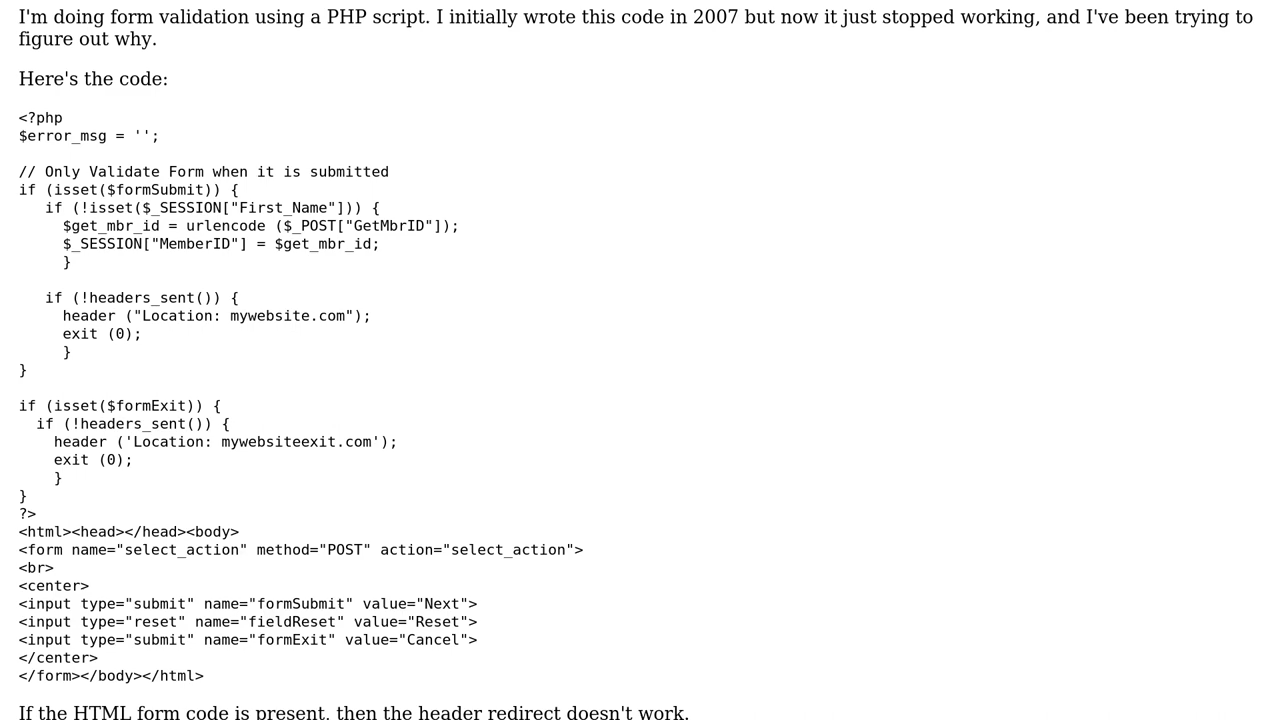 I'm doing form validation using a PHP script. I initially wrote this code in 2007 but now it just stopped working, and I've been trying to
figure out why.
Here's the code:
<?php
$error_msg = '';
// Only Validate Form when it is submitted
if (isset($formSubmit)) {
   if (!isset($_SESSION["First_Name"])) {
     $get_mbr_id = urlencode ($_POST["GetMbrID"]);
     $_SESSION["MemberID"] = $get_mbr_id;
     }
   if (!headers_sent()) {
     header ("Location: mywebsite.com");
     exit (0);
     }
}
if (isset($formExit)) {
  if (!headers_sent()) {
    header ('Location: mywebsiteexit.com');
    exit (0);
    }
}
?>
<html><head></head><body>
<form name="select_action" method="POST" action="select_action">
<br>
<center>
<input type="submit" name="formSubmit" value="Next">
<input type="reset" name="fieldReset" value="Reset">
<input type="submit" name="formExit" value="Cancel">
</center>
</form></body></html>
If the HTML form code is present, then the header redirect doesn't work.